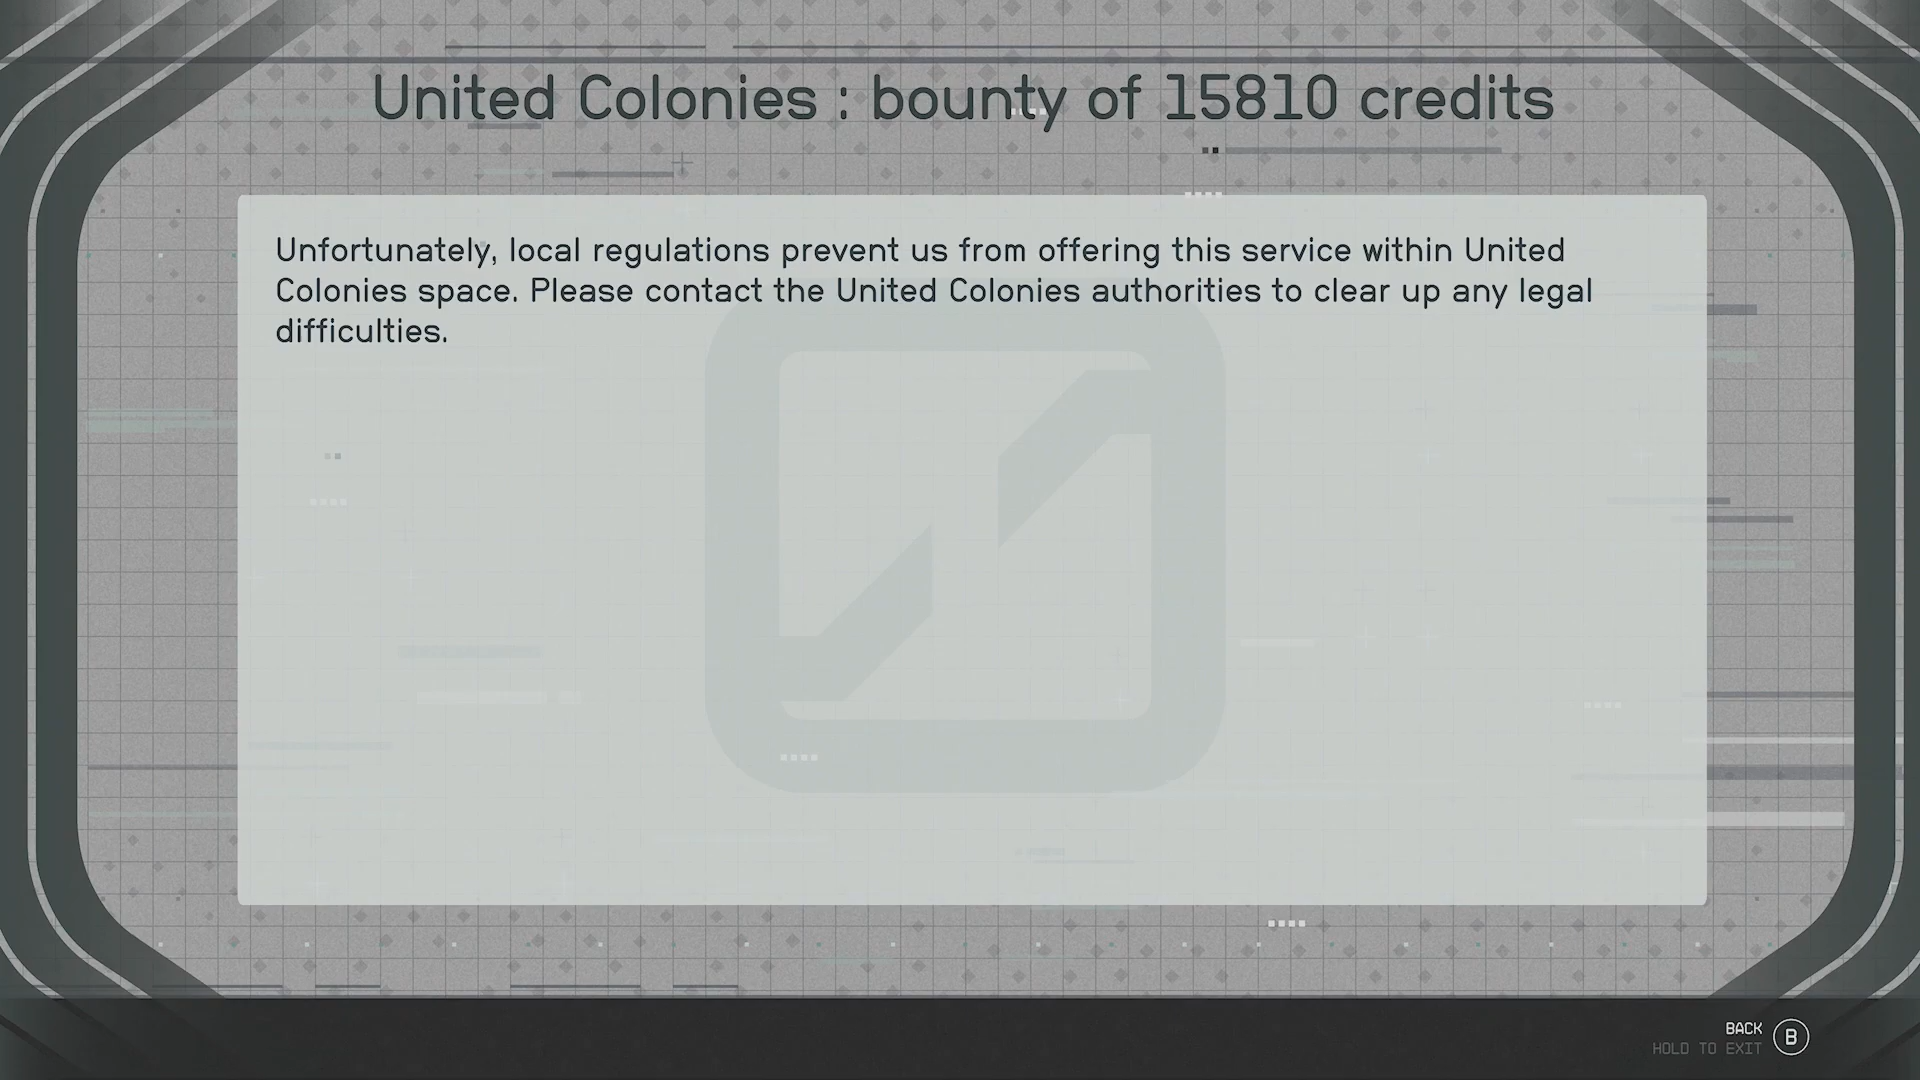 United Colonies : bounty of 15810 credits
Unfortunately, local regulations prevent us from offering this service within United
Colonies space. Please contact the United Colonies authorities to clear up any legal
difficulties.
BACK
HOLD TO EXIT
B